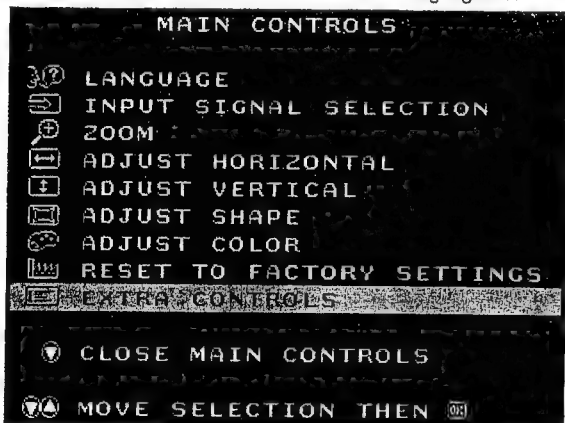 MAIN CONTROLS
LANGUAGE
INPUT SIGNAL SELECTION
ZOOM
ADJUST HORIZONTAL
ADJUST VERTICAL
ADJUST SHAPE
ADJUST COLOR
RESET TO FACTORY SETTINGS
EXTRA CONTROLS
CLOSE MAIN CONTROLS
MOVE SELECTION THEN OK